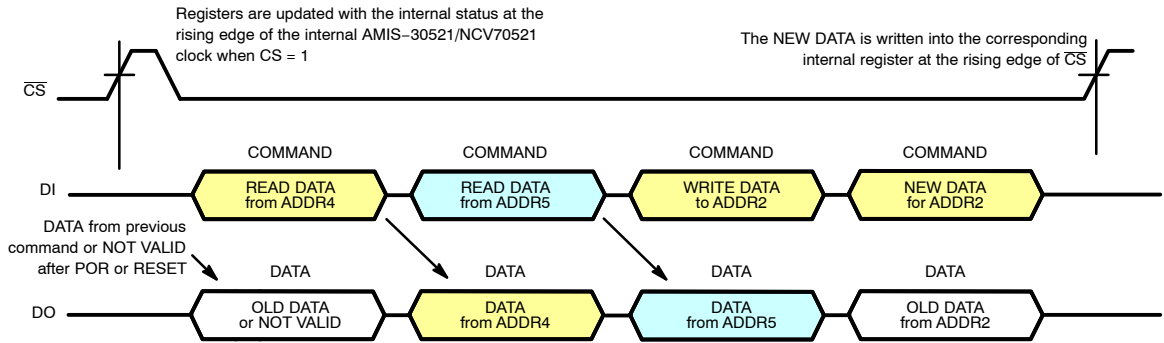 Registers are updated with the internal status at the
rising edge of the internal AMIS−30521/NCV70521
clock when CS = 1
The NEW DATA is written into the corresponding
internal register at the rising edge of C̅S̅
C̅S̅
COMMAND
COMMAND
COMMAND
COMMAND
DI
READ DATA
from ADDR4
READ DATA
from ADDR5
WRITE DATA
to ADDR2
NEW DATA
for ADDR2
DATA from previous
command or NOT VALID
after POR or RESET
DATA
DATA
DATA
DATA
DO
OLD DATA
or NOT VALID
DATA
from ADDR4
DATA
from ADDR5
OLD DATA
from ADDR2